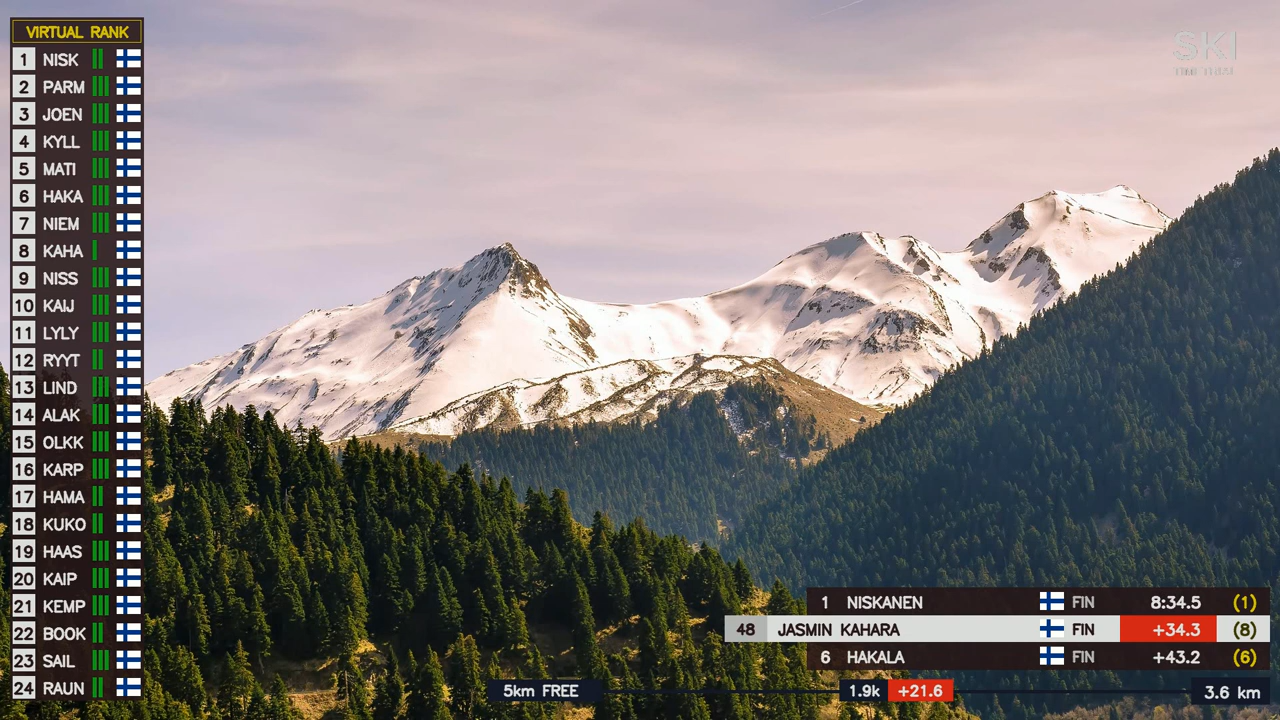 VIRTUAL RANK
1 NISK
2 PARM
3 JOEN
4 KYLL
5 MATI
6 HAKA
7 NIEM
8 KAHA
9 NISS
10 KAIJ
11 LYLY
12 RYYT
13 LIND
14 ALAK
15 OLKK
16 KARP
17 HAMA
18 KUKO
19 HAAS
20 KAIP
21 KEMP
22 BOOK
23 SAIL
24 RAUN
SKI
TIME TRIAL
1 NISKANEN FIN 8:34.5 (1)
48 JASMIN KAHARA FIN +34.3 (8)
6 HAKALA FIN +43.2 (6)
5km FREE 1.9k +21.6 3.6 km